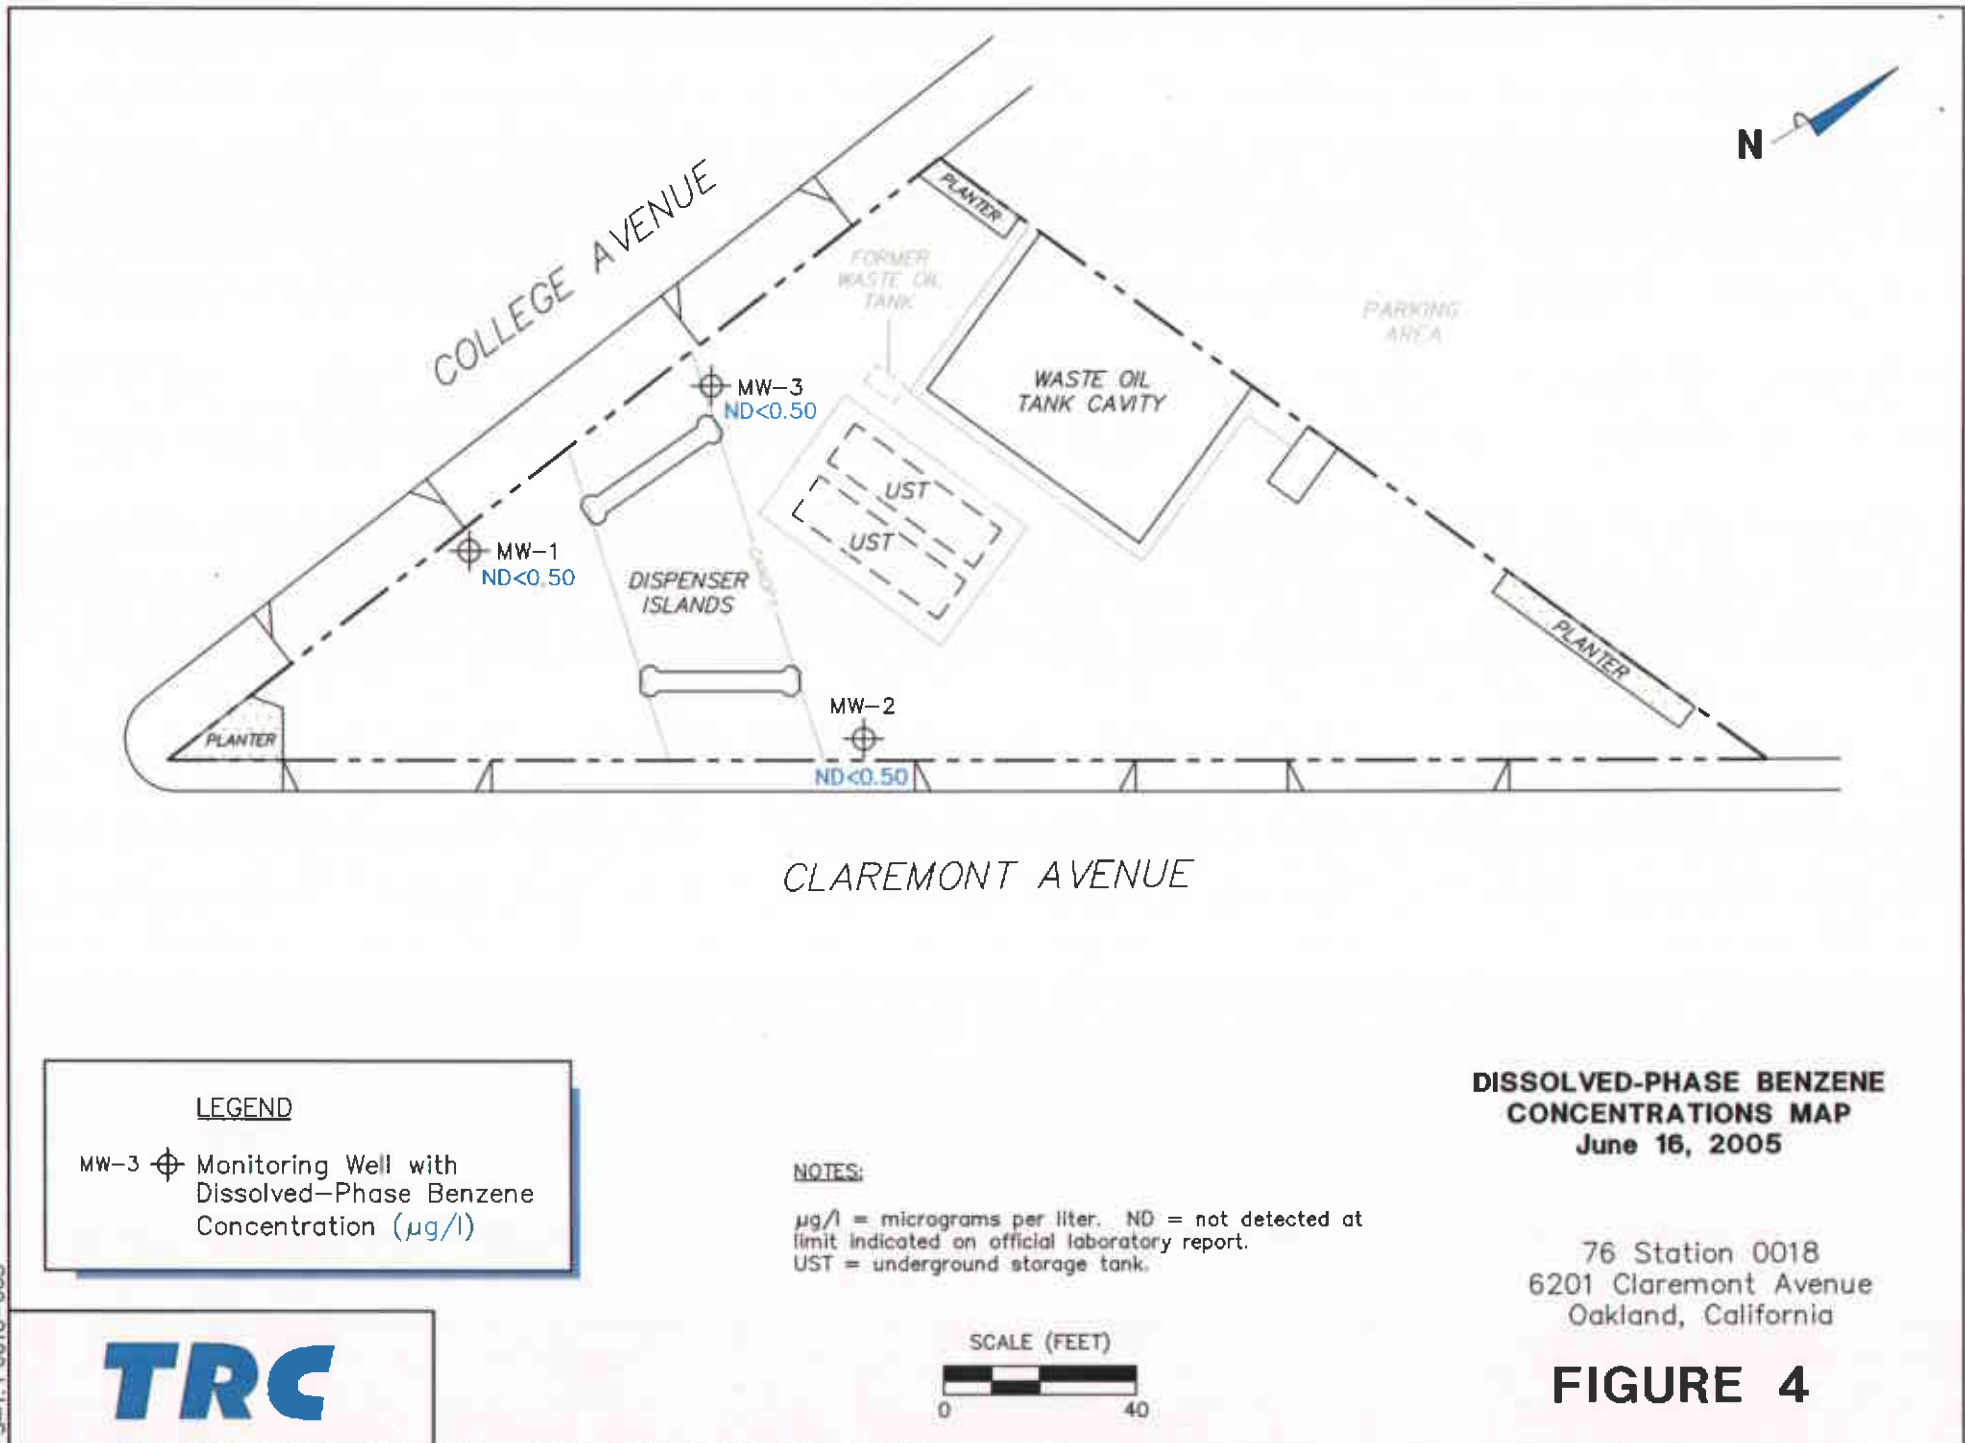 N
COLLEGE AVENUE
PLANTER
FORMER
WASTE OIL
TANK
PARKING
AREA
WASTE OIL
TANK CAVITY
MW-3
ND<0.50
UST
UST
MW-1
ND<0.50
CANOPY
DISPENSER
ISLANDS
PLANTER
MW-2
ND<0.50
PLANTER
CLAREMONT AVENUE
LEGEND
MW-3 Monitoring Well with
Dissolved-Phase Benzene
Concentration (µg/l)
NOTES:
µg/l = micrograms per liter. ND = not detected at
limit indicated on official laboratory report.
UST = underground storage tank.
SCALE (FEET)
0 40
DISSOLVED-PHASE BENZENE
CONCENTRATIONS MAP
June 16, 2005
76 Station 0018
6201 Claremont Avenue
Oakland, California
FIGURE 4
TRC